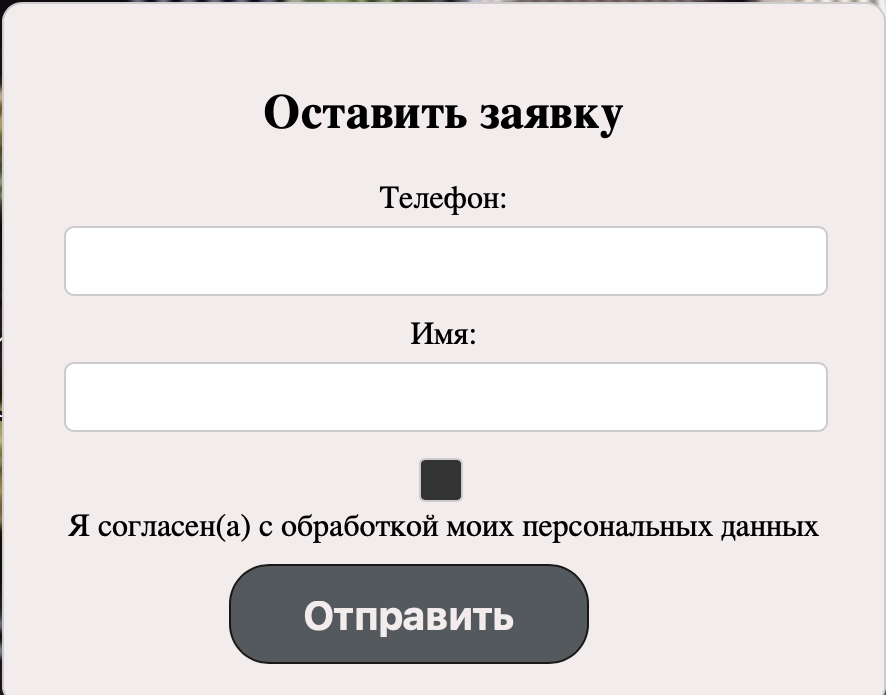 Оставить заявку
Телефон:
Имя:
Я согласен(а) с обработкой моих персональных данных
Отправить